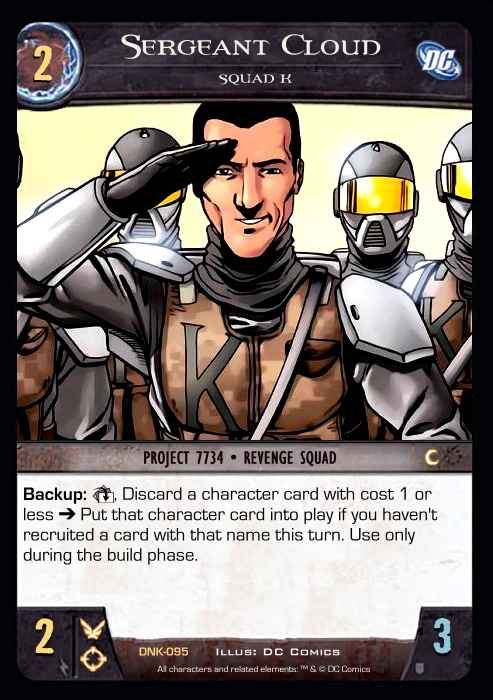 2
SERGEANT CLOUD
SQUAD K
DC
K
PROJECT 7734 • REVENGE SQUAD
C
Backup: , Discard a character card with cost 1 or
less ➔ Put that character card into play if you haven't
recruited a card with that name this turn. Use only
during the build phase.
2
DNK-095 ILLUS: DC COMICS
3
All characters and related elements: ™ & © DC Comics